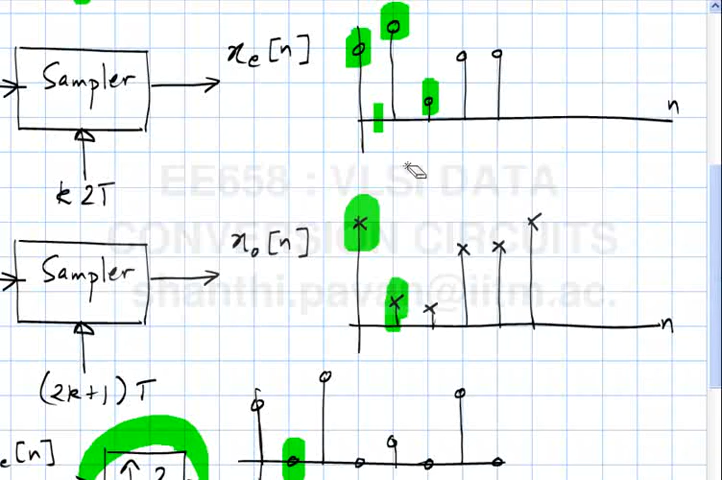 xe[n]
Sampler
n
k 2T
EE658 : VLSI DATA
CONVERSION CIRCUITS
shanthi.pavan@iitm.ac.
xo[n]
Sampler
n
(2k+1) T
e[n]
↑ 2